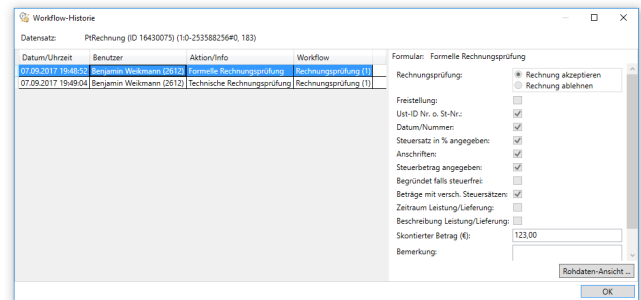 Workflow-Historie
Datensatz: PtRechnung (ID 16430075) (1:0-253588256#0, 183)
Datum/Uhrzeit Benutzer Aktion/Info Workflow
07.09.2017 19:48:52 Benjamin Weikmann (2612) Formelle Rechnungsprüfung Rechnungsprüfung (1)
07.09.2017 19:49:04 Benjamin Weikmann (2612) Technische Rechnungsprüfung Rechnungsprüfung (1)
Formular: Formelle Rechnungsprüfung
Rechnungsprüfung: Rechnung akzeptieren
Rechnung ablehnen
Freistellung:
Ust-ID Nr. o. St-Nr.:
Datum/Nummer:
Steuersatz in % angegeben:
Anschriften:
Steuerbetrag angegeben:
Begründet falls steuerfrei:
Beträge mit versch. Steuersätzen:
Zeitraum Leistung/Lieferung:
Beschreibung Leistung/Lieferung:
Skontierter Betrag (€): 123,00
Bemerkung:
Rohdaten-Ansicht ...
OK